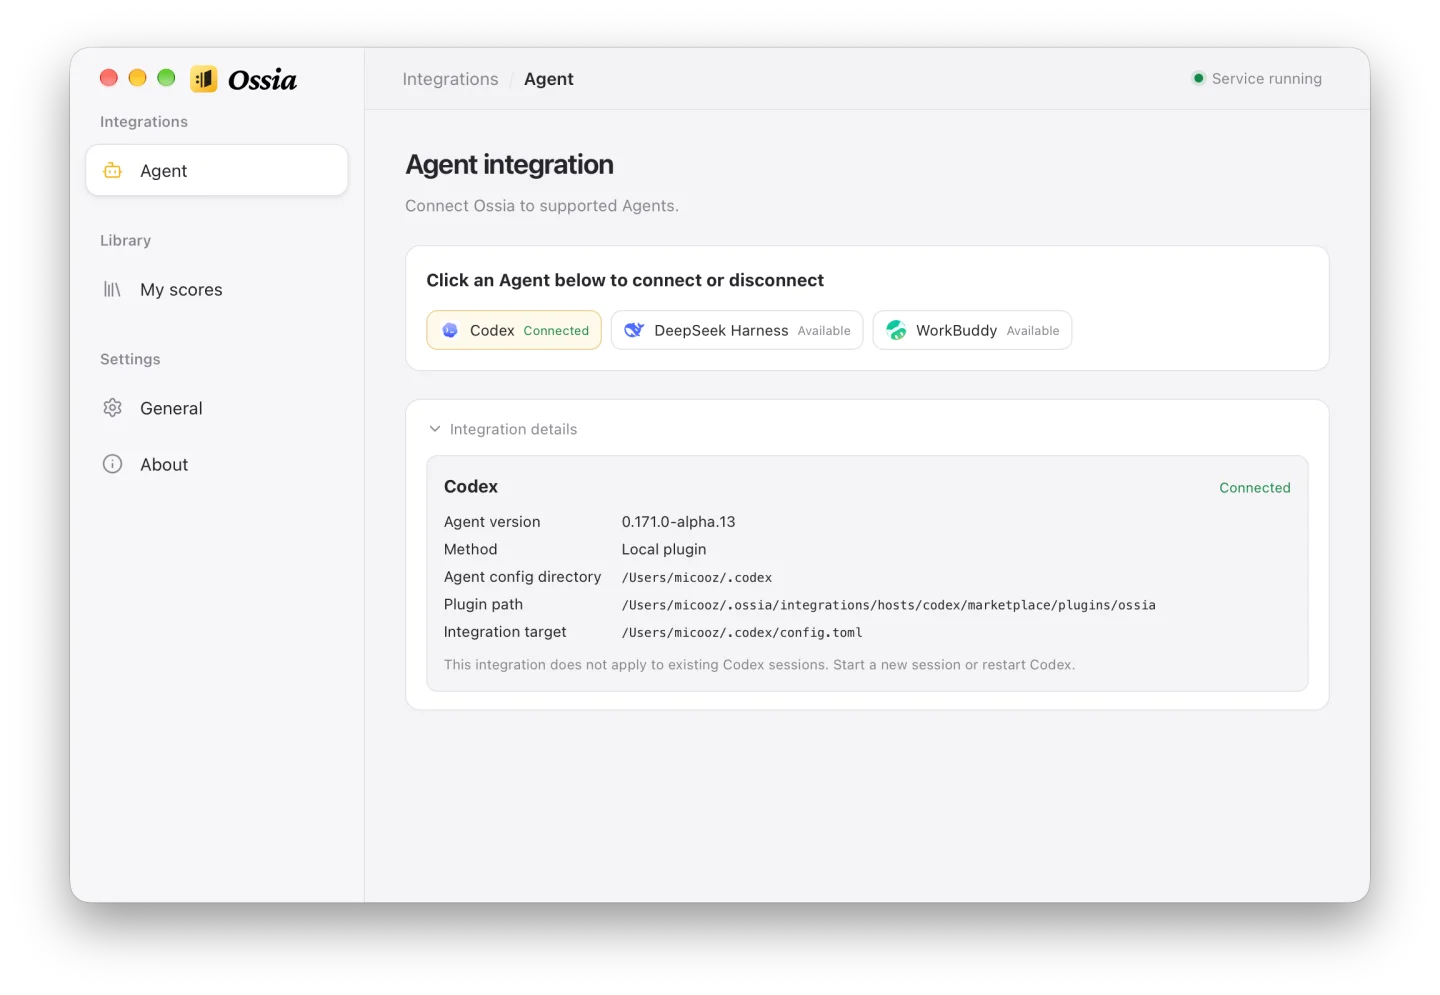 Ossia
Integrations
Agent
Library
My scores
Settings
General
About
Integrations / Agent
Service running
Agent integration
Connect Ossia to supported Agents.
Click an Agent below to connect or disconnect
Codex Connected
DeepSeek Harness Available
WorkBuddy Available
Integration details
Codex Connected
Agent version 0.171.0-alpha.13
Method Local plugin
Agent config directory /Users/micooz/.codex
Plugin path /Users/micooz/.ossia/integrations/hosts/codex/marketplace/plugins/ossia
Integration target /Users/micooz/.codex/config.toml
This integration does not apply to existing Codex sessions. Start a new session or restart Codex.